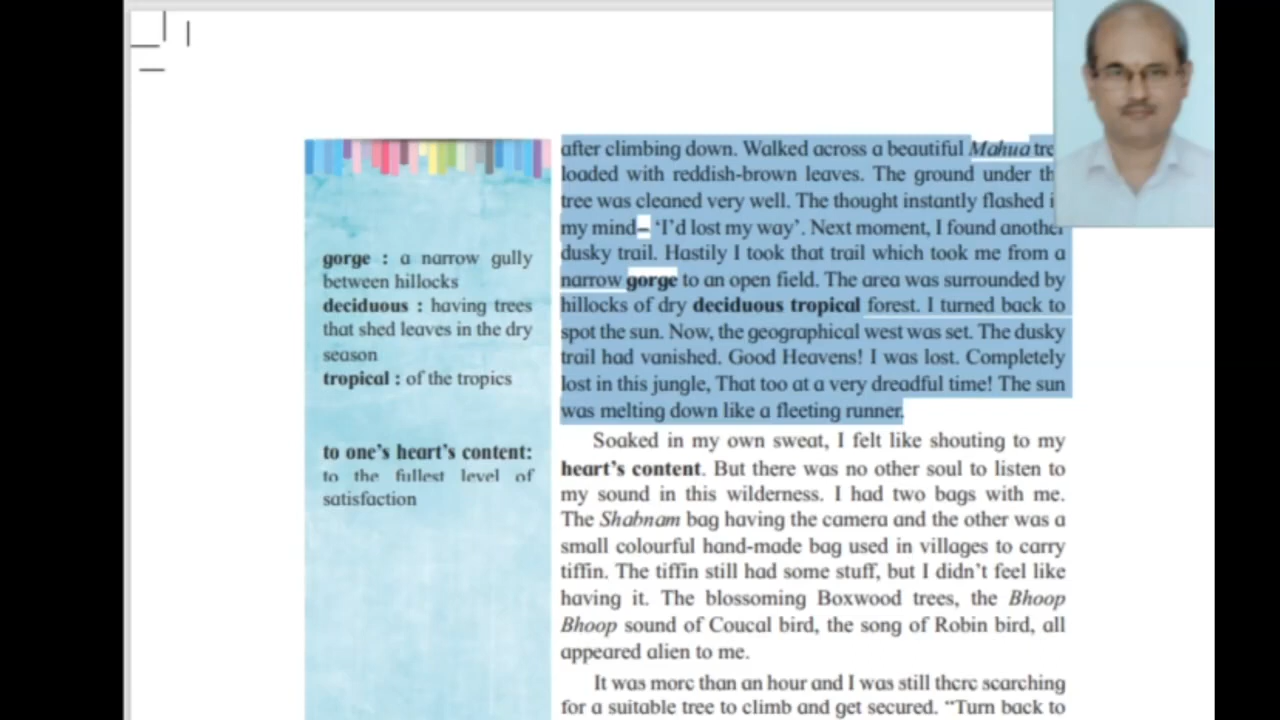 gorge : a narrow gully
between hillocks
deciduous : having trees
that shed leaves in the dry
season
tropical : of the tropics
to one's heart's content:
to the fullest level of
satisfaction
after climbing down. Walked across a beautiful Mahua tre
loaded with reddish-brown leaves. The ground under th
tree was cleaned very well. The thought instantly flashed i
my mind– 'I'd lost my way'. Next moment, I found another
dusky trail. Hastily I took that trail which took me from a
narrow gorge to an open field. The area was surrounded by
hillocks of dry deciduous tropical forest. I turned back to
spot the sun. Now, the geographical west was set. The dusky
trail had vanished. Good Heavens! I was lost. Completely
lost in this jungle, That too at a very dreadful time! The sun
was melting down like a fleeting runner.
Soaked in my own sweat, I felt like shouting to my
heart's content. But there was no other soul to listen to
my sound in this wilderness. I had two bags with me.
The Shabnam bag having the camera and the other was a
small colourful hand-made bag used in villages to carry
tiffin. The tiffin still had some stuff, but I didn't feel like
having it. The blossoming Boxwood trees, the Bhoop
Bhoop sound of Coucal bird, the song of Robin bird, all
appeared alien to me.
It was more than an hour and I was still there searching
for a suitable tree to climb and get secured. "Turn back to